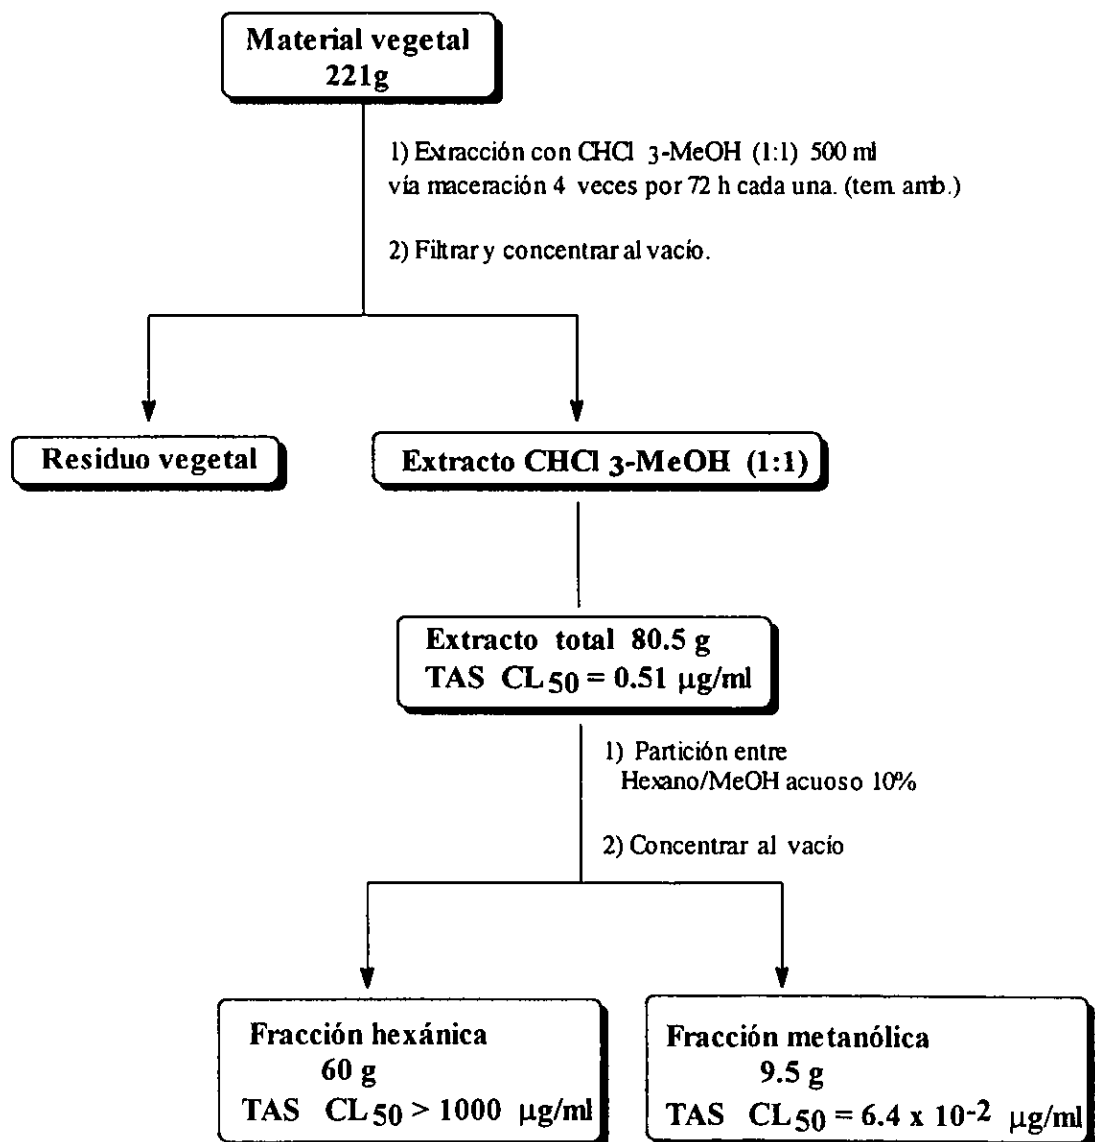 Material vegetal
221g
1) Extracción con CHCl 3-MeOH (1:1) 500 ml
vía maceración 4 veces por 72 h cada una. (tem. amb.)
2) Filtrar y concentrar al vacío.
Residuo vegetal
Extracto CHCl 3-MeOH (1:1)
Extracto total 80.5 g
TAS CL50 = 0.51 µg/ml
1) Partición entre
Hexano/MeOH acuoso 10%
2) Concentrar al vacío
Fracción hexánica
60 g
TAS CL50 > 1000 µg/ml
Fracción metanólica
9.5 g
TAS CL50 = 6.4 x 10-2 µg/ml